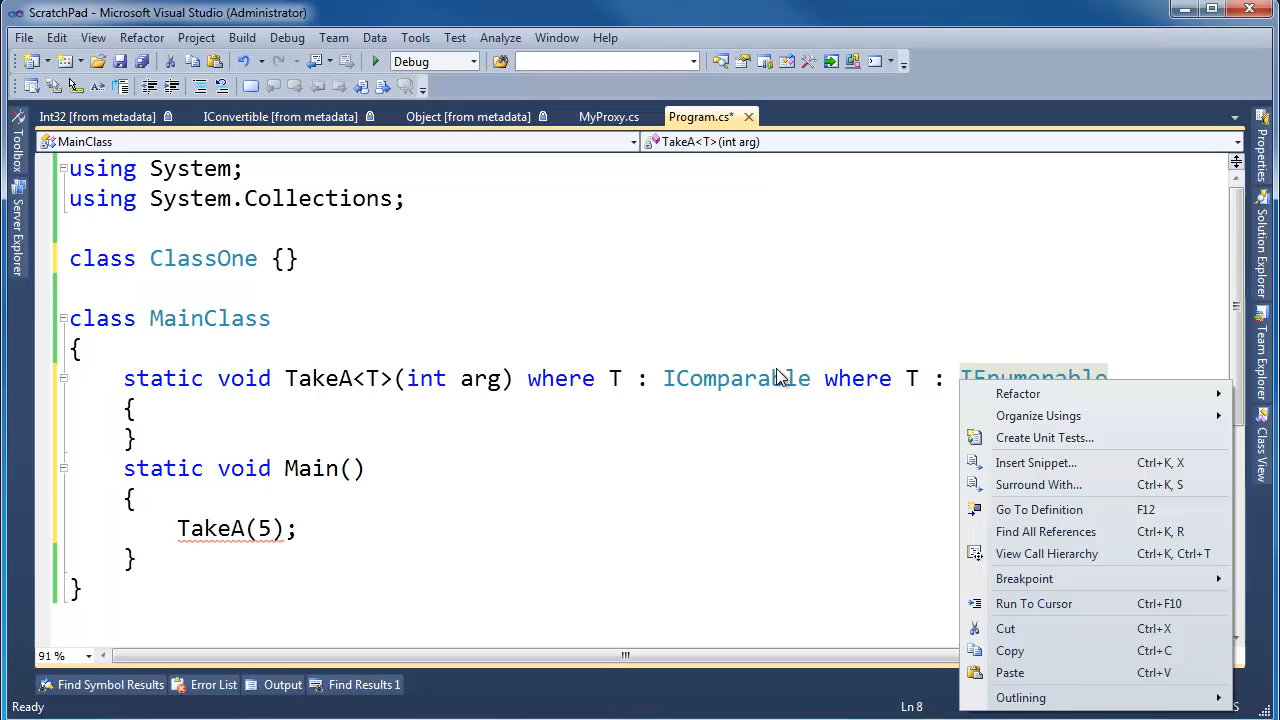 ScratchPad - Microsoft Visual Studio (Administrator)
File Edit View Refactor Project Build Debug Team Data Tools Test Analyze Window Help
Debug
Int32 [from metadata] IConvertible [from metadata] Object [from metadata] MyProxy.cs Program.cs*
MainClass TakeA<T>(int arg)
Toolbox
Server Explorer
using System;
using System.Collections;
class ClassOne {}
class MainClass
{
static void TakeA<T>(int arg) where T : IComparable where T : IEnumerable
{
}
static void Main()
{
TakeA(5);
}
}
Refactor
Organize Usings
Create Unit Tests...
Insert Snippet... Ctrl+K, X
Surround With... Ctrl+K, S
Go To Definition F12
Find All References Ctrl+K, R
View Call Hierarchy Ctrl+K, Ctrl+T
Breakpoint
Run To Cursor Ctrl+F10
Cut Ctrl+X
Copy Ctrl+C
Paste Ctrl+V
Outlining
Properties
Solution Explorer
Team Explorer
Class View
91 %
Find Symbol Results Error List Output Find Results 1
Ready Ln 8